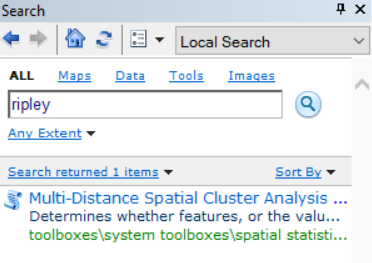 Search
Local Search
ALL Maps Data Tools Images
ripley
Any Extent
Search returned 1 items Sort By
Multi-Distance Spatial Cluster Analysis ...
Determines whether features, or the valu...
toolboxes\system toolboxes\spatial statisti...